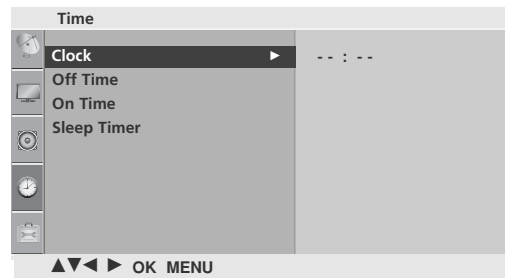 Time
Clock ► -- : --
Off Time
On Time
Sleep Timer
▲▼◄ ► OK MENU